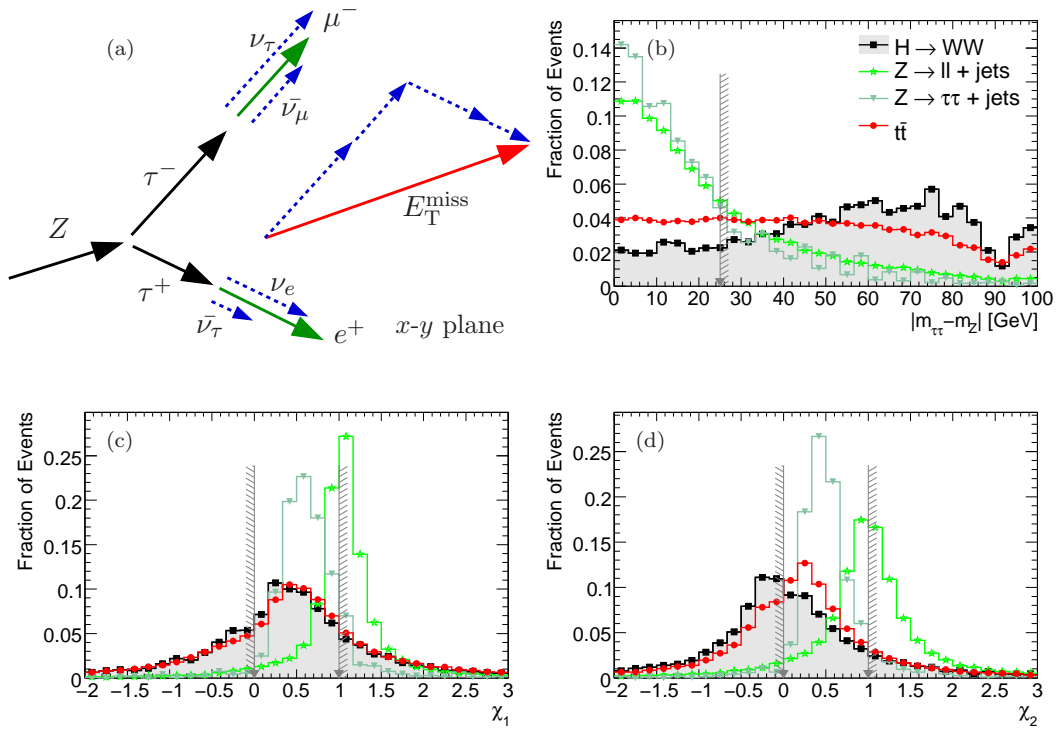 (a)
μ⁻
ν_τ
ν̄_μ
τ⁻
Z
E_T^miss
τ⁺
ν_e
ν̄_τ
e⁺
x-y plane
(b)
Fraction of Events
0.14
0.12
0.1
0.08
0.06
0.04
0.02
0
H → WW
Z → ll + jets
Z → ττ + jets
tt̄
0 10 20 30 40 50 60 70 80 90 100
|m_ττ−m_Z| [GeV]
(c)
Fraction of Events
0.25
0.2
0.15
0.1
0.05
0
−2 −1.5 −1 −0.5 0 0.5 1 1.5 2 2.5 3
χ₁
(d)
Fraction of Events
0.25
0.2
0.15
0.1
0.05
0
−2 −1.5 −1 −0.5 0 0.5 1 1.5 2 2.5 3
χ₂